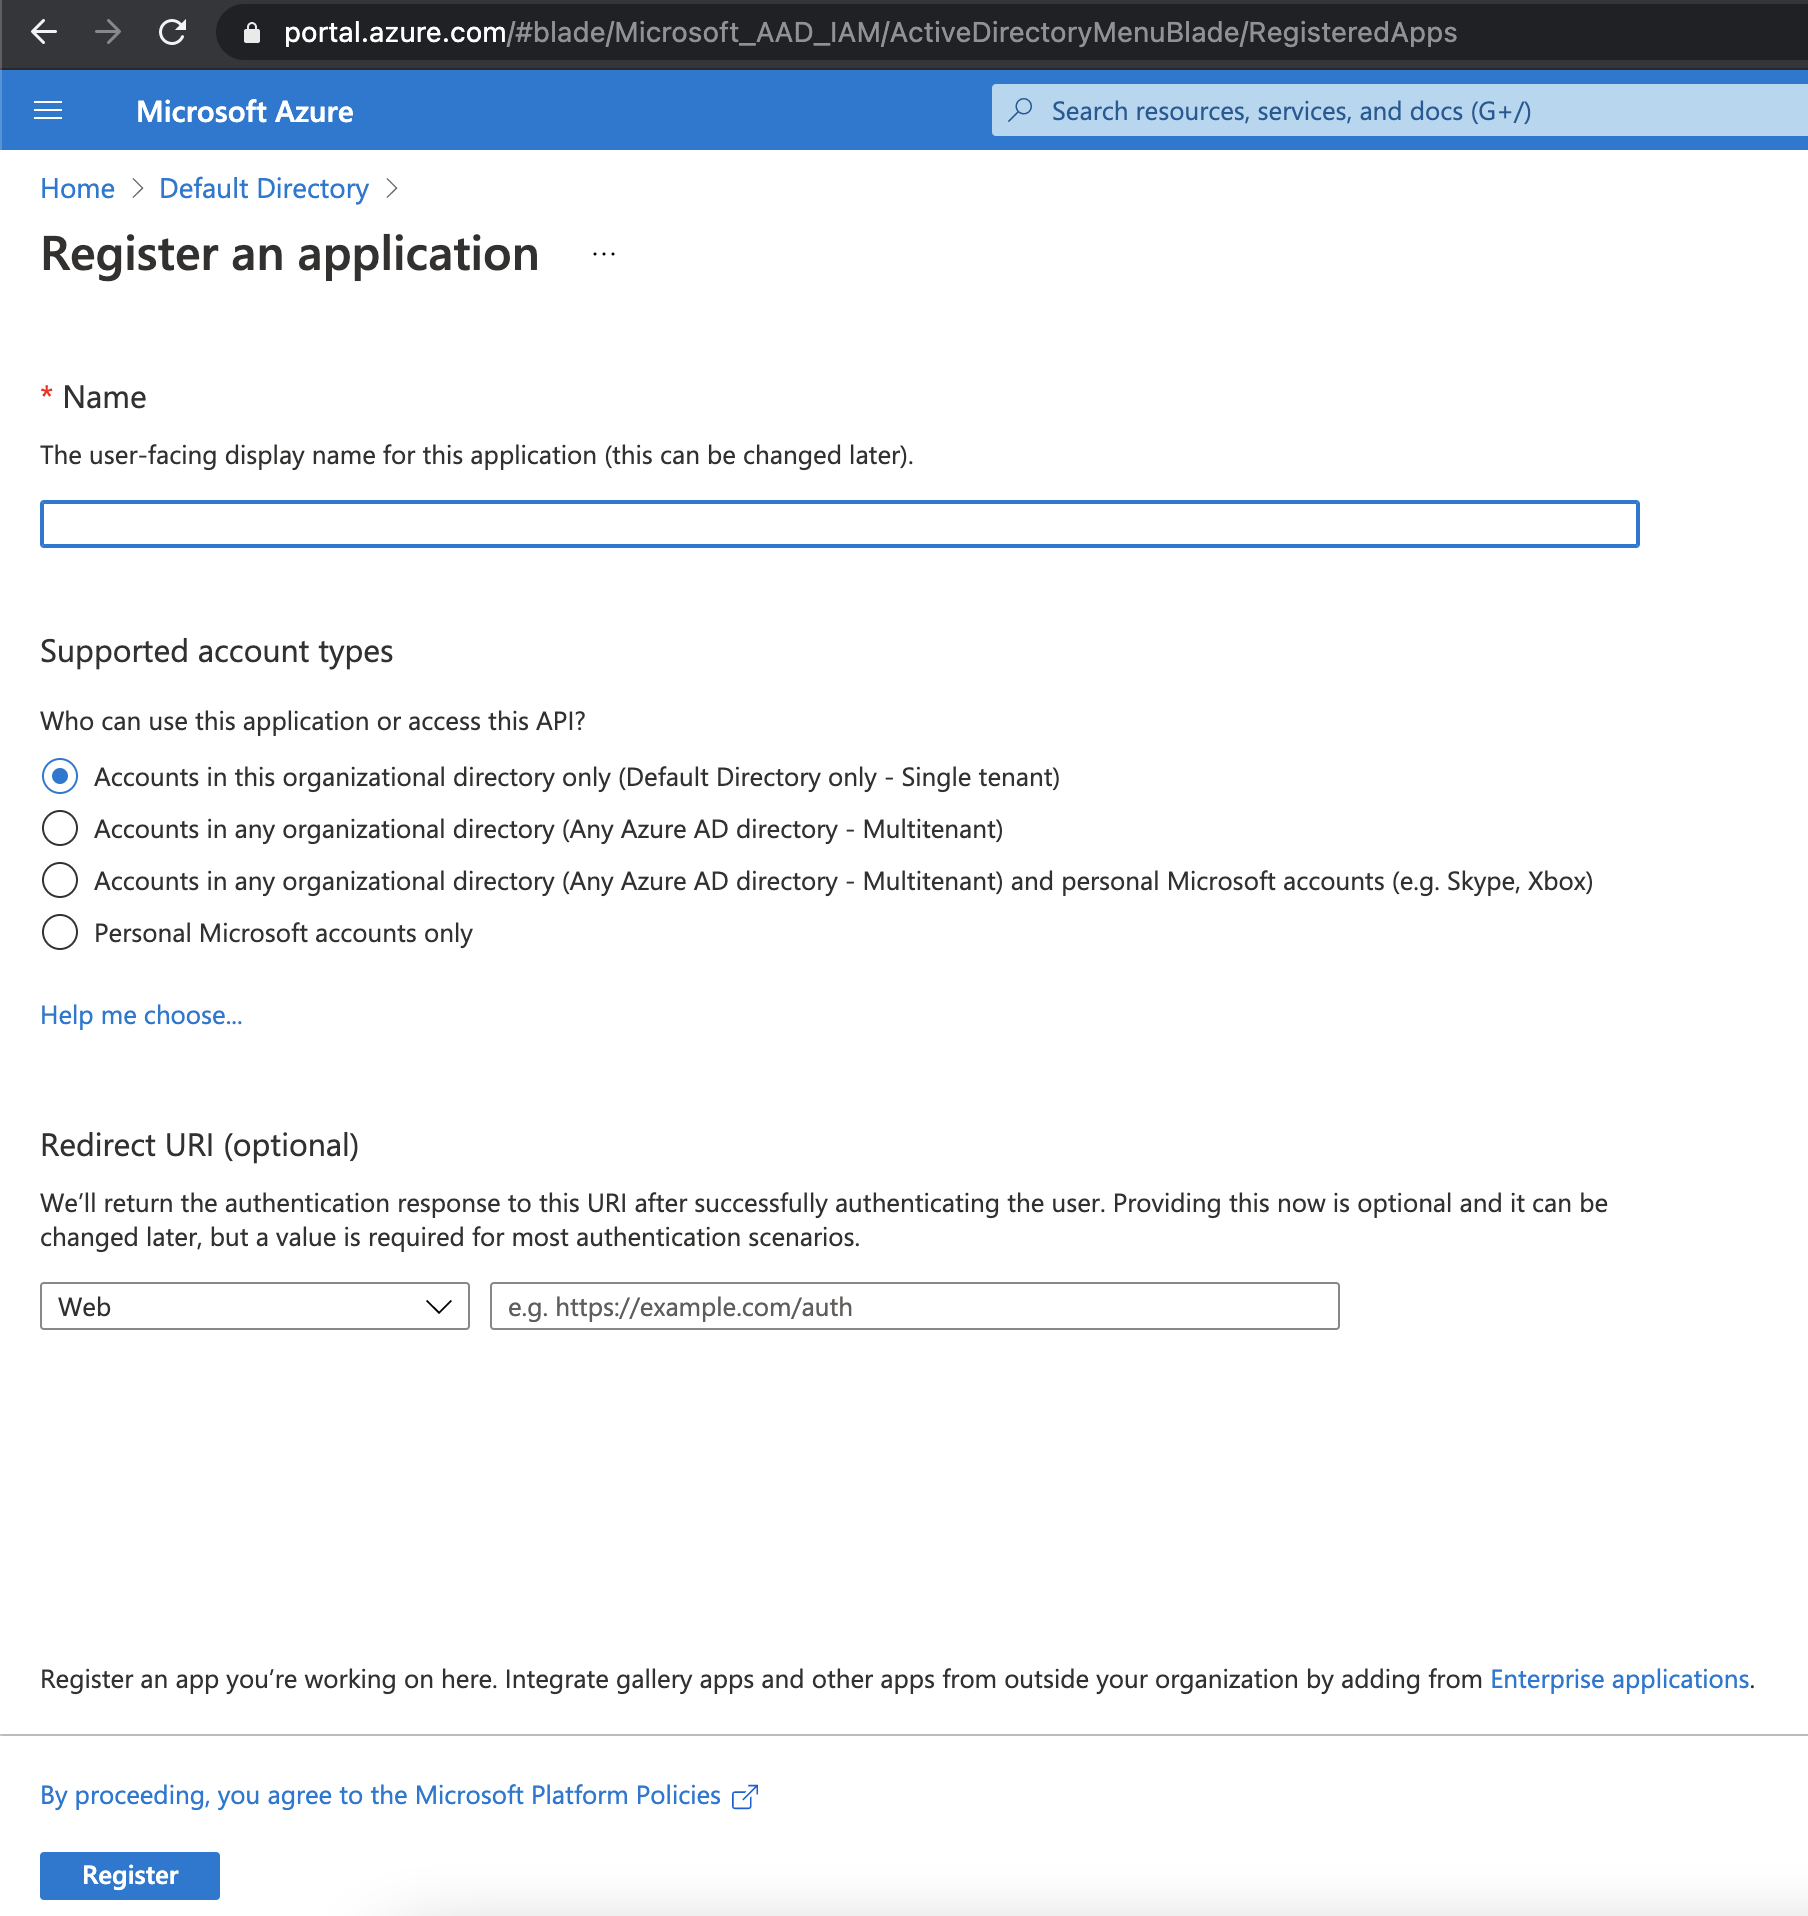 portal.azure.com/#blade/Microsoft_AAD_IAM/ActiveDirectoryMenuBlade/RegisteredApps
Microsoft Azure
Search resources, services, and docs (G+/)
Home > Default Directory >
Register an application ...
* Name
The user-facing display name for this application (this can be changed later).
Supported account types
Who can use this application or access this API?
Accounts in this organizational directory only (Default Directory only - Single tenant)
Accounts in any organizational directory (Any Azure AD directory - Multitenant)
Accounts in any organizational directory (Any Azure AD directory - Multitenant) and personal Microsoft accounts (e.g. Skype, Xbox)
Personal Microsoft accounts only
Help me choose...
Redirect URI (optional)
We’ll return the authentication response to this URI after successfully authenticating the user. Providing this now is optional and it can be
changed later, but a value is required for most authentication scenarios.
Web
e.g. https://example.com/auth
Register an app you’re working on here. Integrate gallery apps and other apps from outside your organization by adding from Enterprise applications.
By proceeding, you agree to the Microsoft Platform Policies
Register